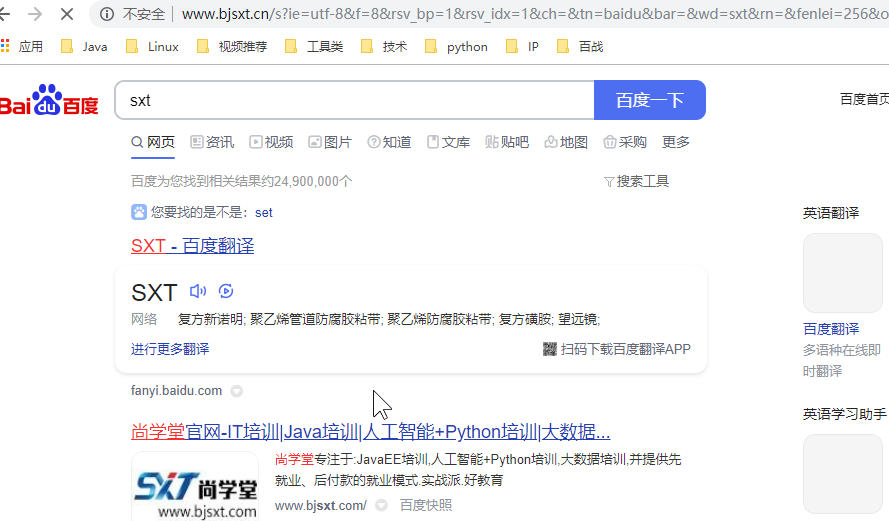 不安全 | www.bjsxt.cn/s?ie=utf-8&f=8&rsv_bp=1&rsv_idx=1&ch=&tn=baidu&bar=&wd=sxt&rn=&fenlei=256&o
应用 Java Linux 视频推荐 工具类 技术 python IP 百战
Bai du 百度 sxt 百度一下 百度首页
网页 资讯 视频 图片 知道 文库 贴吧 地图 采购 更多
百度为您找到相关结果约24,900,000个 搜索工具
您要找的是不是: set
SXT - 百度翻译
SXT
网络 复方新诺明; 聚乙烯管道防腐胶粘带; 聚乙烯防腐胶粘带; 复方磺胺; 望远镜;
进行更多翻译 扫码下载百度翻译APP
fanyi.baidu.com
尚学堂官网-IT培训|Java培训|人工智能+Python培训|大数据...
尚学堂专注于:JavaEE培训,人工智能+Python培训,大数据培训,并提供先
就业、后付款的就业模式.实战派.好教育
www.bjsxt.com/ 百度快照
SXT 尚学堂
www.bjsxt.com
英语翻译
百度翻译
多语种在线即
时翻译
英语学习助手